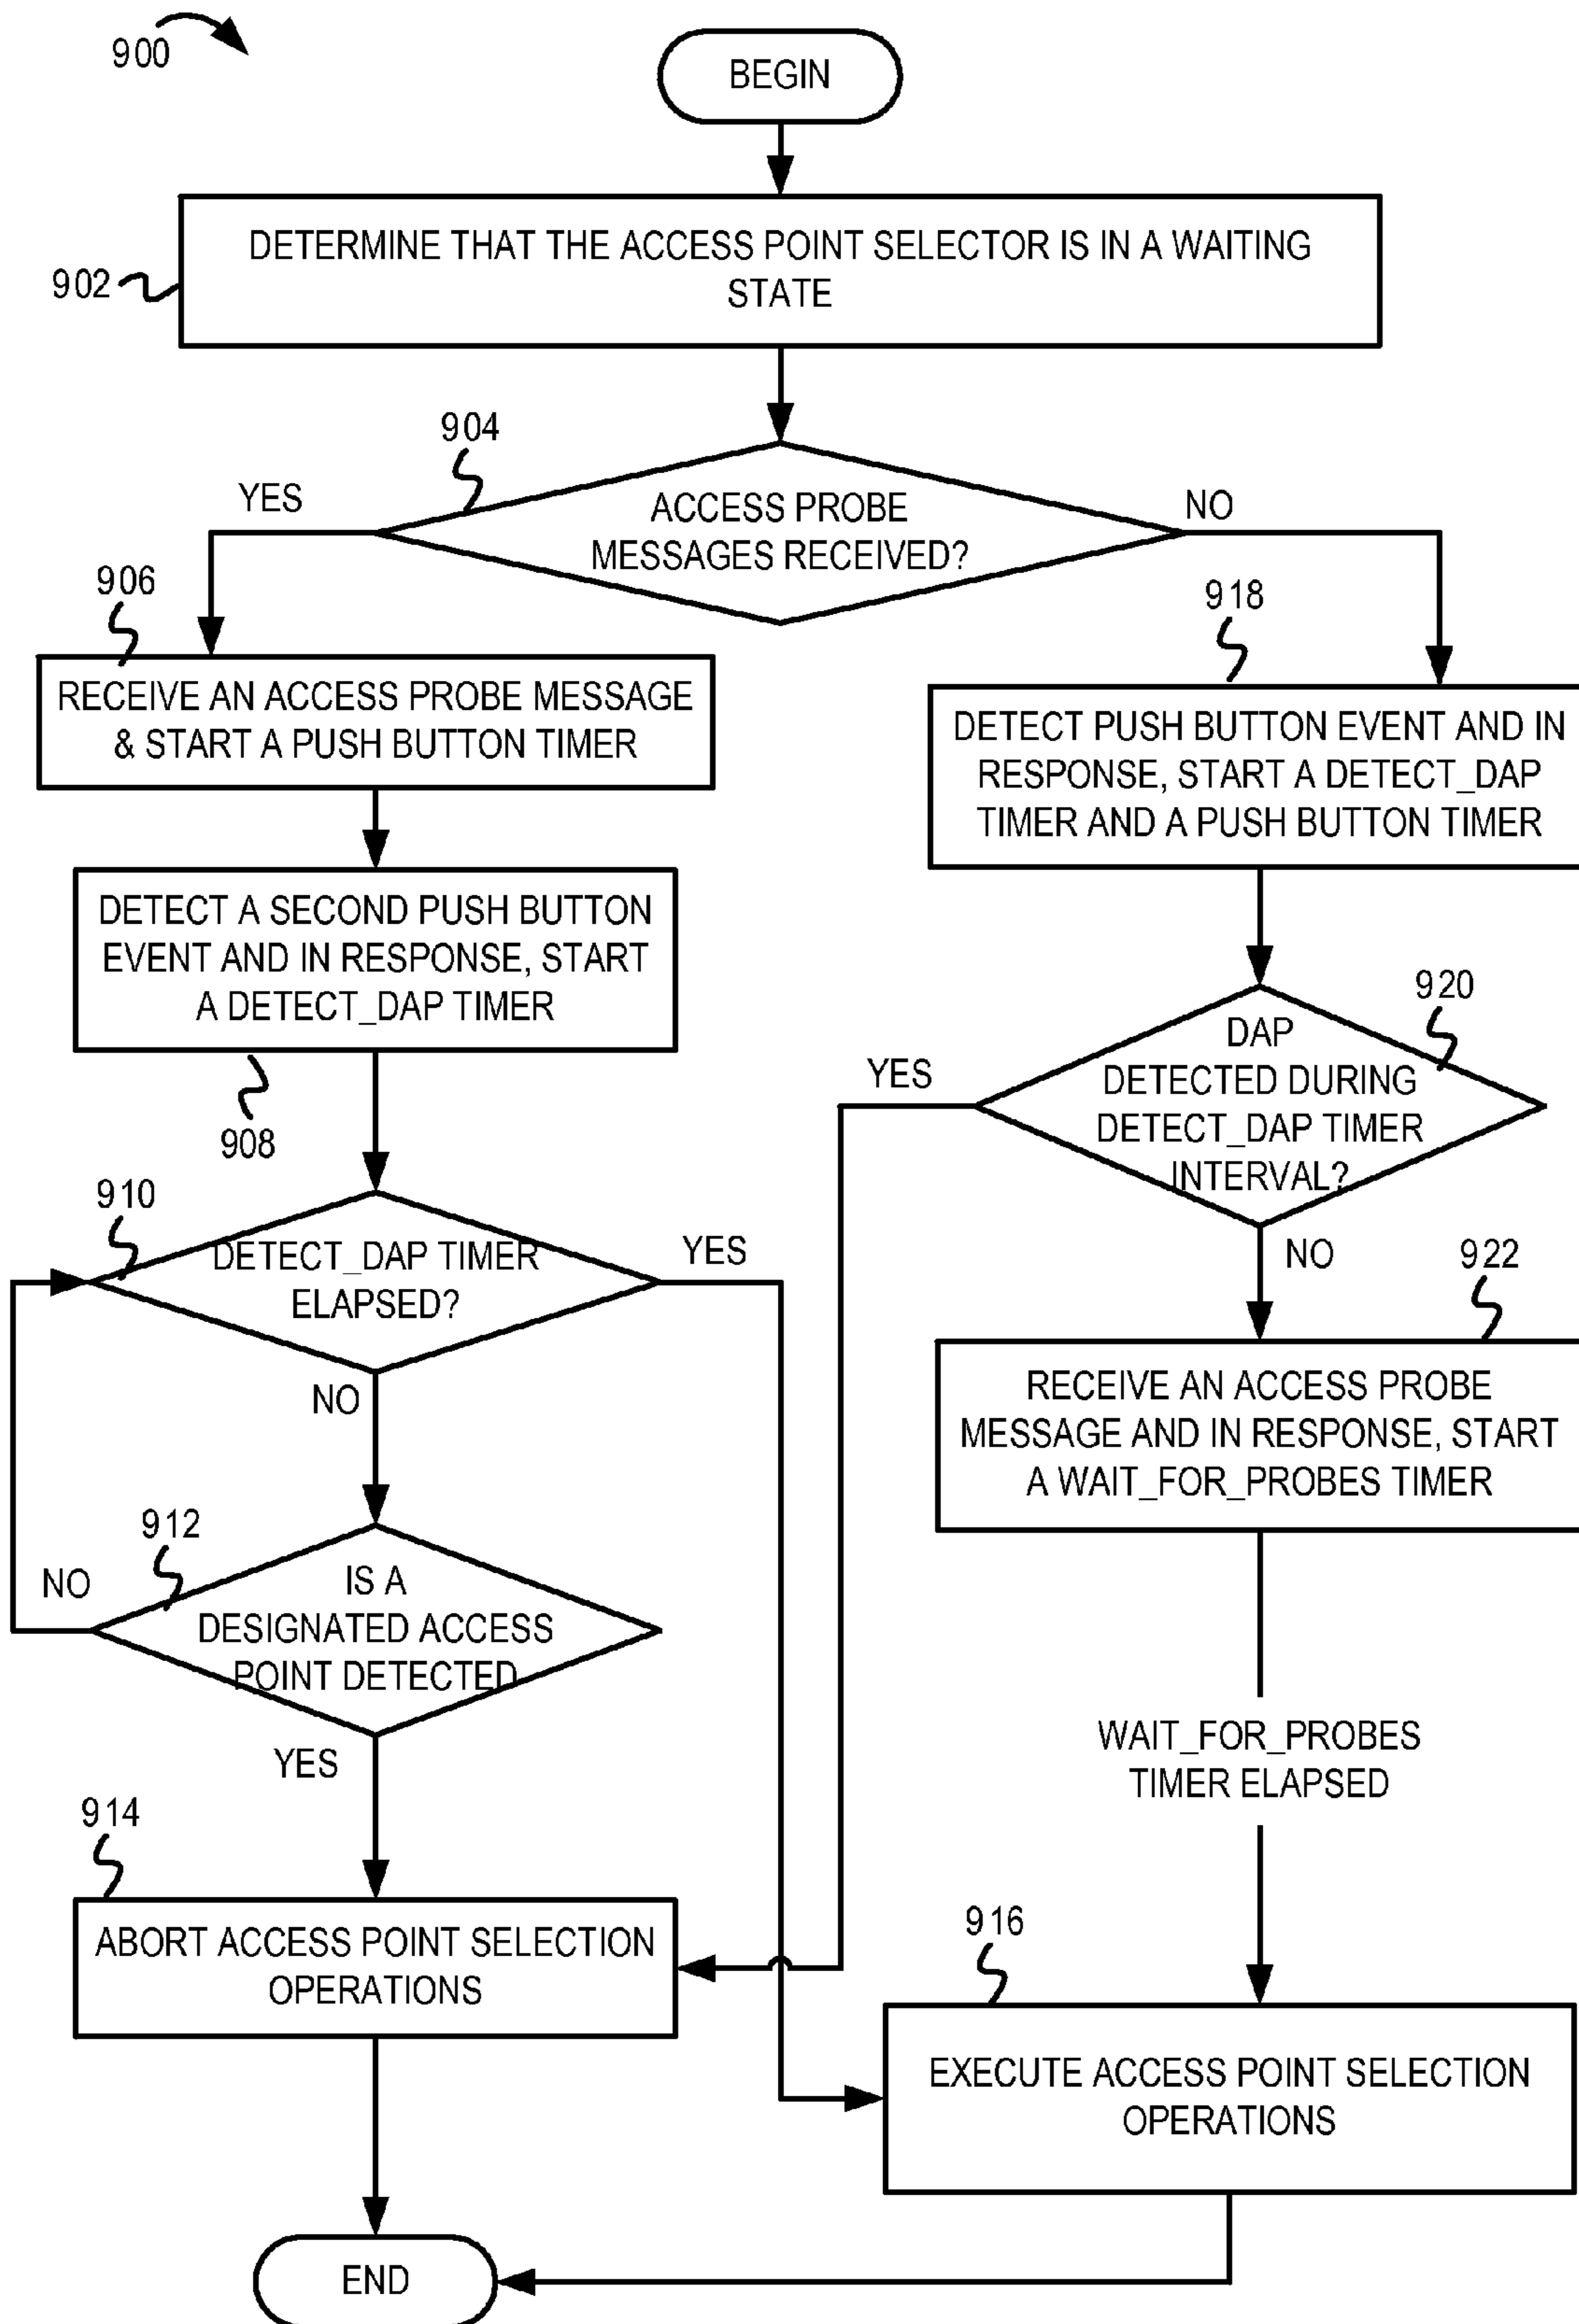 900
BEGIN
DETERMINE THAT THE ACCESS POINT SELECTOR IS IN A WAITING
STATE
902
904
YES
ACCESS PROBE
MESSAGES RECEIVED?
NO
906
RECEIVE AN ACCESS PROBE MESSAGE
& START A PUSH BUTTON TIMER
918
DETECT PUSH BUTTON EVENT AND IN
RESPONSE, START A DETECT_DAP
TIMER AND A PUSH BUTTON TIMER
DETECT A SECOND PUSH BUTTON
EVENT AND IN RESPONSE, START
A DETECT_DAP TIMER
908
920
DAP
DETECTED DURING
DETECT_DAP TIMER
INTERVAL?
YES
NO
910
DETECT_DAP TIMER
ELAPSED?
YES
NO
922
RECEIVE AN ACCESS PROBE
MESSAGE AND IN RESPONSE, START
A WAIT_FOR_PROBES TIMER
912
NO
IS A
DESIGNATED ACCESS
POINT DETECTED
YES
WAIT_FOR_PROBES
TIMER ELAPSED
914
ABORT ACCESS POINT SELECTION
OPERATIONS
916
EXECUTE ACCESS POINT SELECTION
OPERATIONS
END